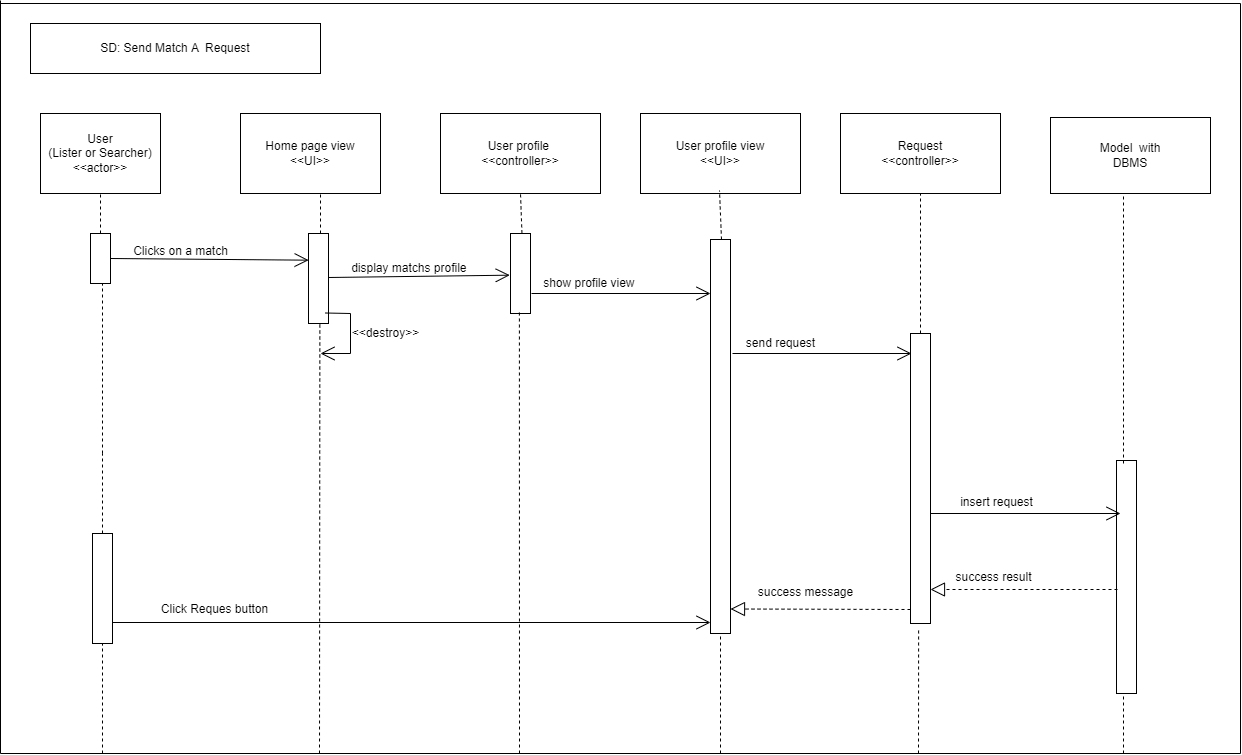 SD: Send Match A  Request
User
(Lister or Searcher)
<<actor>>
Home page view
<<UI>>
User profile
<<controller>>
User profile view
<<UI>>
Request
<<controller>>
Model  with
DBMS
Clicks on a match
display matchs profile
show profile view
<<destroy>>
send request
insert request
success result
success message
Click Reques button